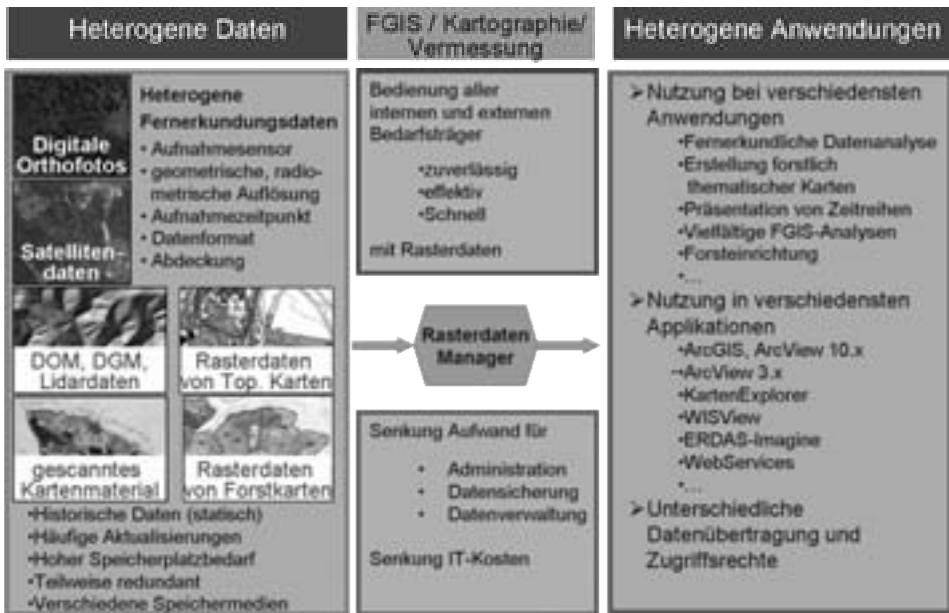 Heterogene Daten
Heterogene
Fernerkundungsdaten
• Aufnahmesensor
• geometrische, radio-
metrische Auflösung
• Aufnahmezeitpunkt
• Datenformat
• Abdeckung
Digitale
Orthofotos
Satelliten-
daten
DOM, DGM,
Lidardaten
Rasterdaten
von Top. Karten
gescanntes
Kartenmaterial
Rasterdaten
von Forstkarten
•Historische Daten (statisch)
•Häufige Aktualisierungen
•Hoher Speicherplatzbedarf
•Teilweise redundant
•Verschiedene Speichermedien
FGIS / Kartographie/
Vermessung
Bedienung aller
internen und externen
Bedarfsträger
•zuverlässig
•effektiv
•Schnell
mit Rasterdaten
Rasterdaten
Manager
Senkung Aufwand für
• Administration
• Datensicherung
• Datenverwaltung
Senkung IT-Kosten
Heterogene Anwendungen
➢Nutzung bei verschiedensten
Anwendungen
•Fernerkundliche Datenanalyse
•Erstellung forstlich
thematischer Karten
•Präsentation von Zeitreihen
•Vielfältige FGIS-Analysen
•Forsteinrichtung
•...
➢Nutzung in verschiedensten
Applikationen
•ArcGIS, ArcView 10.x
•ArcView 3.x
•KartenExplorer
•WISView
•ERDAS-Imagine
•WebServices
•...
➢Unterschiedliche
Datenübertragung und
Zugriffsrechte